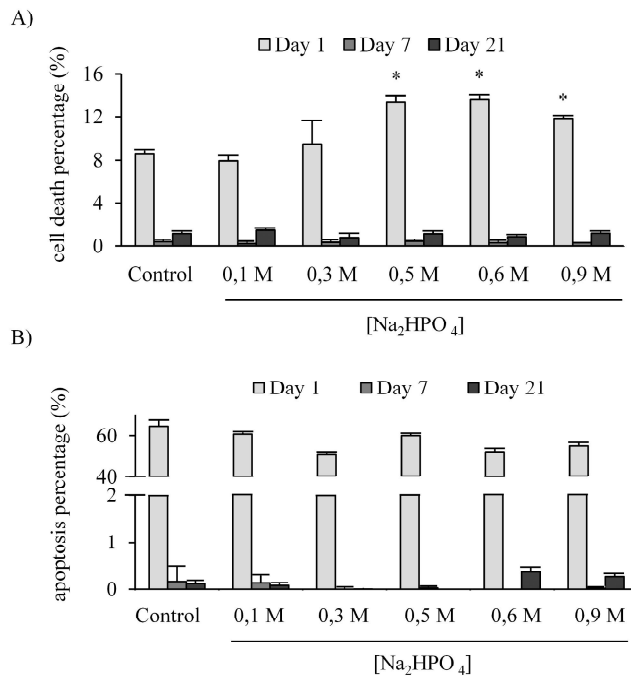 A)
Day 1 Day 7 Day 21
cell death percentage (%)
16
12
8
4
0
* * *
Control 0,1 M 0,3 M 0,5 M 0,6 M 0,9 M
[Na₂HPO₄]
B)
Day 1 Day 7 Day 21
apoptosis percentage (%)
60
40
2
1
0
Control 0,1 M 0,3 M 0,5 M 0,6 M 0,9 M
[Na₂HPO₄]